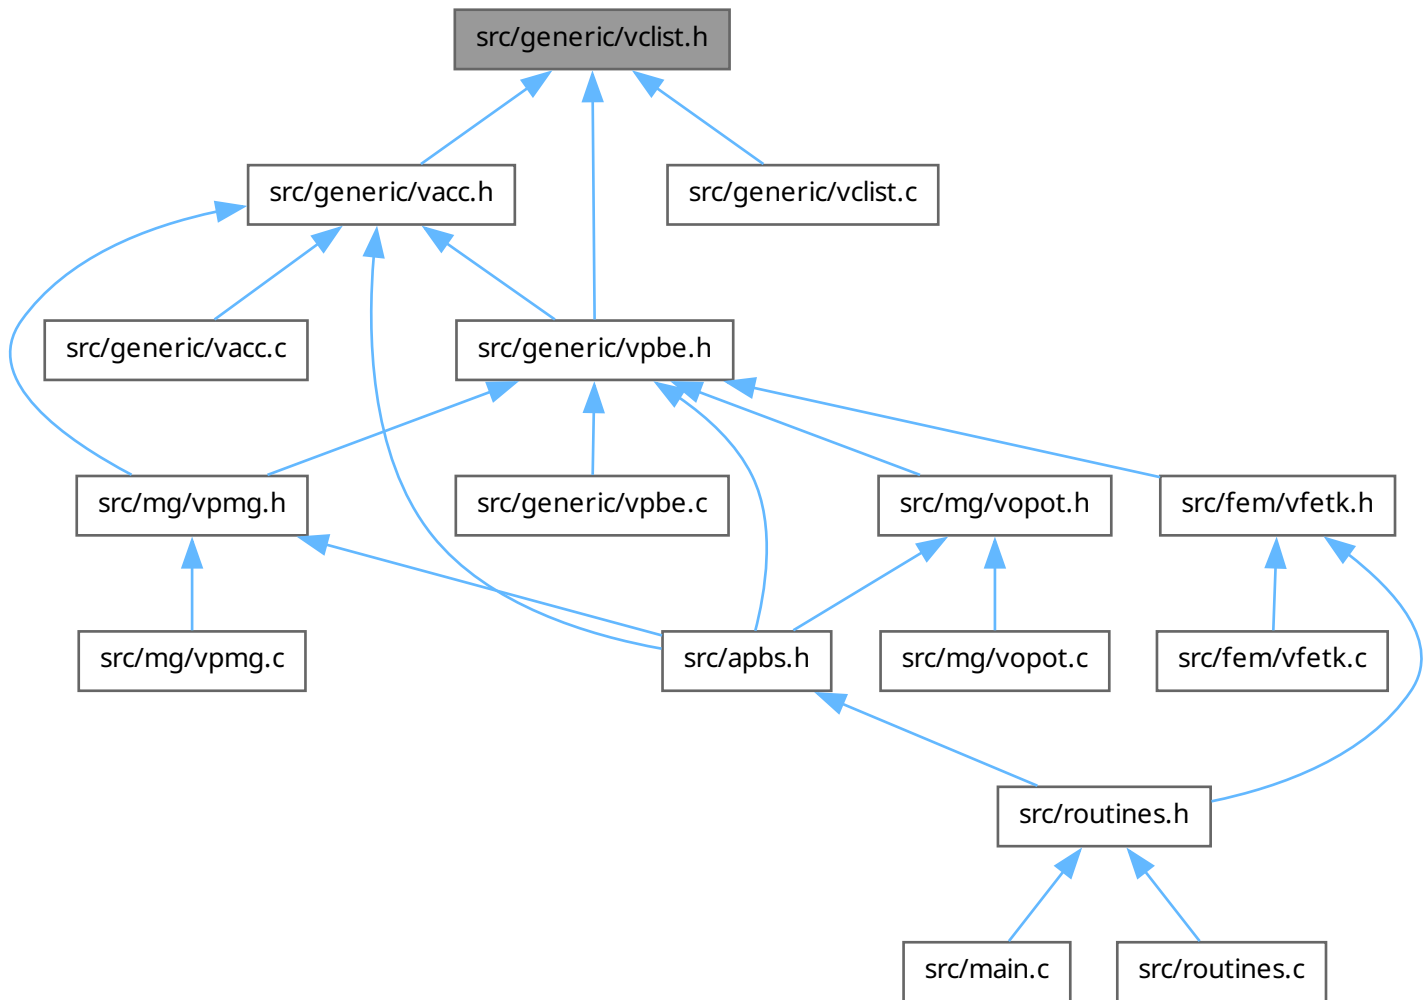 src/generic/vclist.h
src/generic/vacc.h
src/generic/vclist.c
src/generic/vacc.c
src/generic/vpbe.h
src/mg/vpmg.h
src/generic/vpbe.c
src/mg/vopot.h
src/fem/vfetk.h
src/mg/vpmg.c
src/apbs.h
src/mg/vopot.c
src/fem/vfetk.c
src/routines.h
src/main.c
src/routines.c